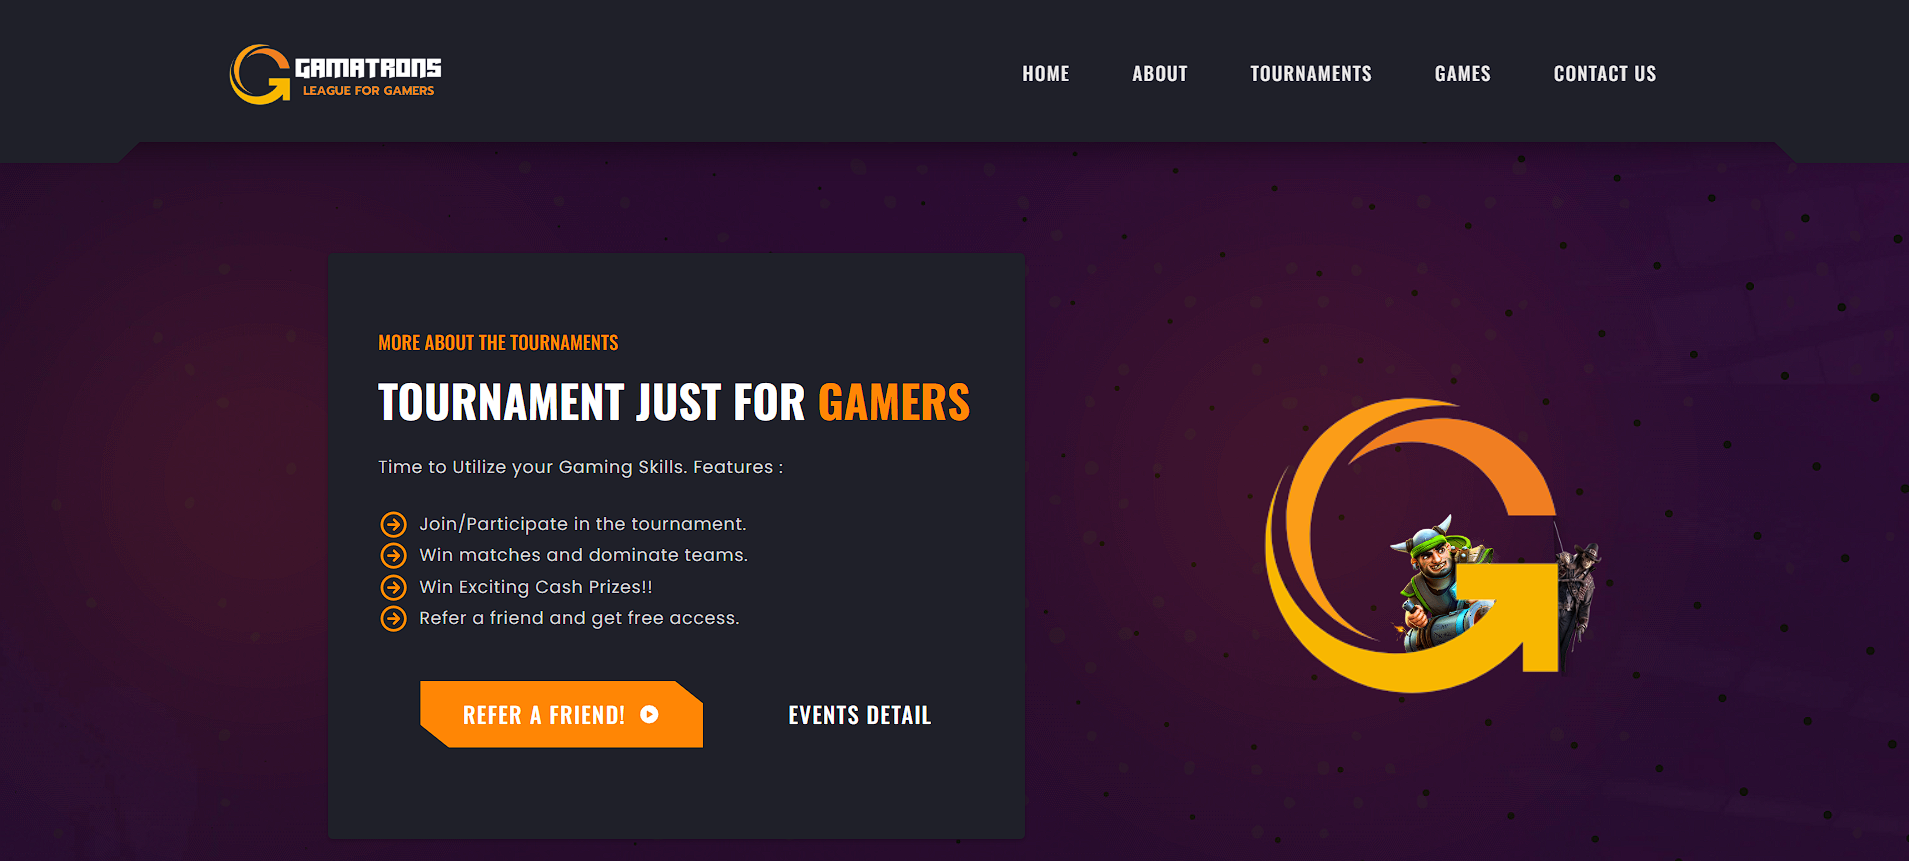 GAMATRONS
LEAGUE FOR GAMERS
HOME ABOUT TOURNAMENTS GAMES CONTACT US
MORE ABOUT THE TOURNAMENTS
TOURNAMENT JUST FOR GAMERS
Time to Utilize your Gaming Skills. Features :
Join/Participate in the tournament.
Win matches and dominate teams.
Win Exciting Cash Prizes!!
Refer a friend and get free access.
REFER A FRIEND!
EVENTS DETAIL